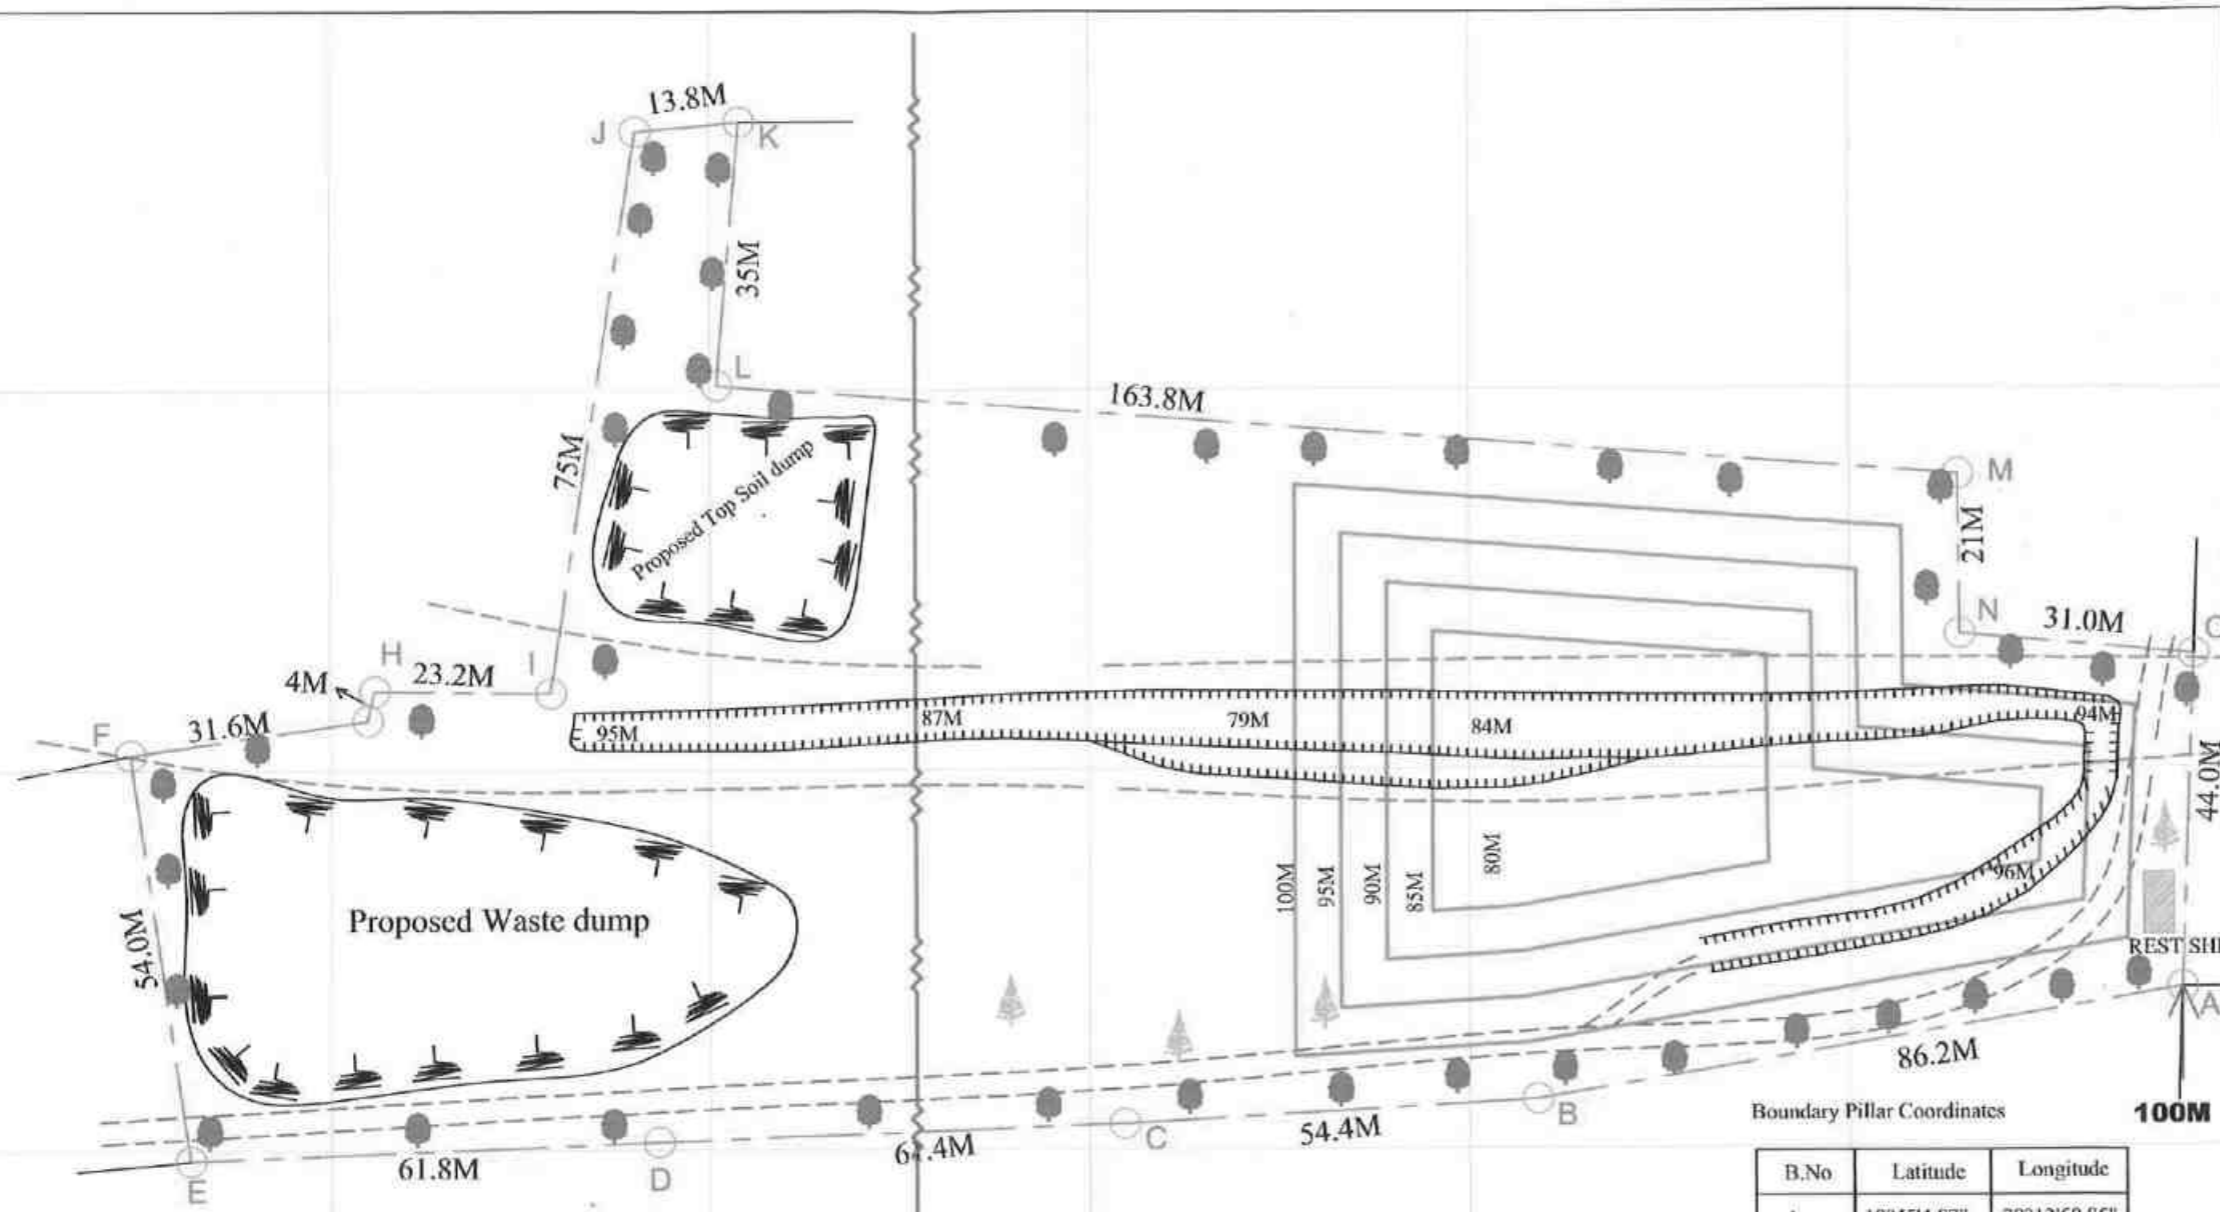 13.8M
J
K
35M
L
163.8M
75M
Proposed Top Soil dump
M
21M
N
31.0M
H
4M
23.2M
I
F
31.6M
95M
87M
79M
84M
94M
44.0M
100M
95M
90M
85M
80M
96M
54.0M
Proposed Waste dump
REST
A
86.2M
B
54.4M
C
61.8M
D
E
Boundary Pillar Coordinates
100M
B.No Latitude Longitude